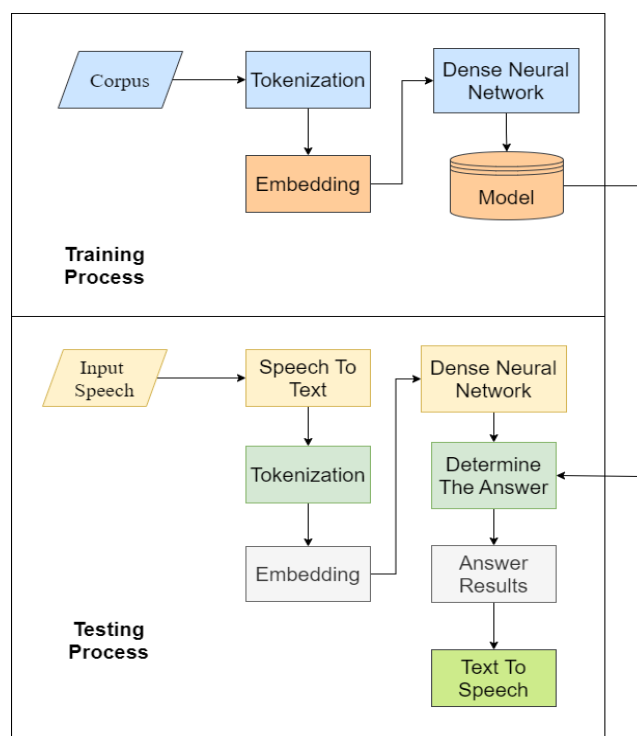 Corpus
Tokenization
Dense Neural
Network
Embedding
Model
Training
Process
Input
Speech
Speech To
Text
Dense Neural
Network
Tokenization
Determine
The Answer
Embedding
Answer
Results
Testing
Process
Text To
Speech